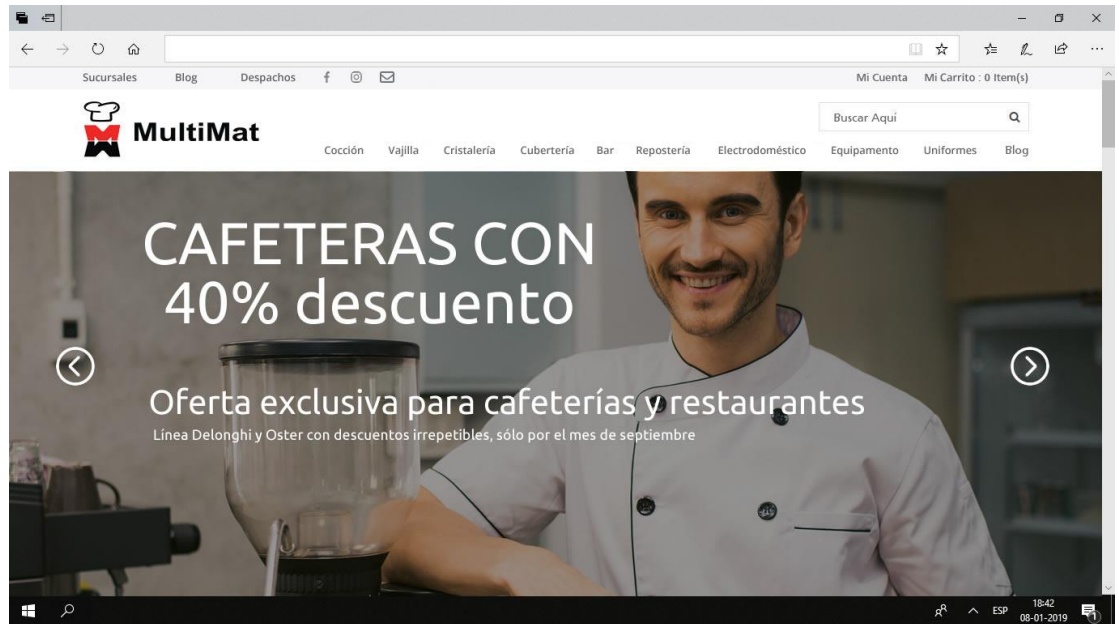 Sucursales Blog Despachos Mi Cuenta Mi Carrito : 0 Item(s)
MultiMat
Buscar Aquí
Cocción Vajilla Cristalería Cubertería Bar Repostería Electrodoméstico Equipamento Uniformes Blog
CAFETERAS CON
40% descuento
Oferta exclusiva para cafeterías y restaurantes
Línea Delonghi y Oster con descuentos irrepetibles, sólo por el mes de septiembre
ESP 18:42
08-01-2019
1